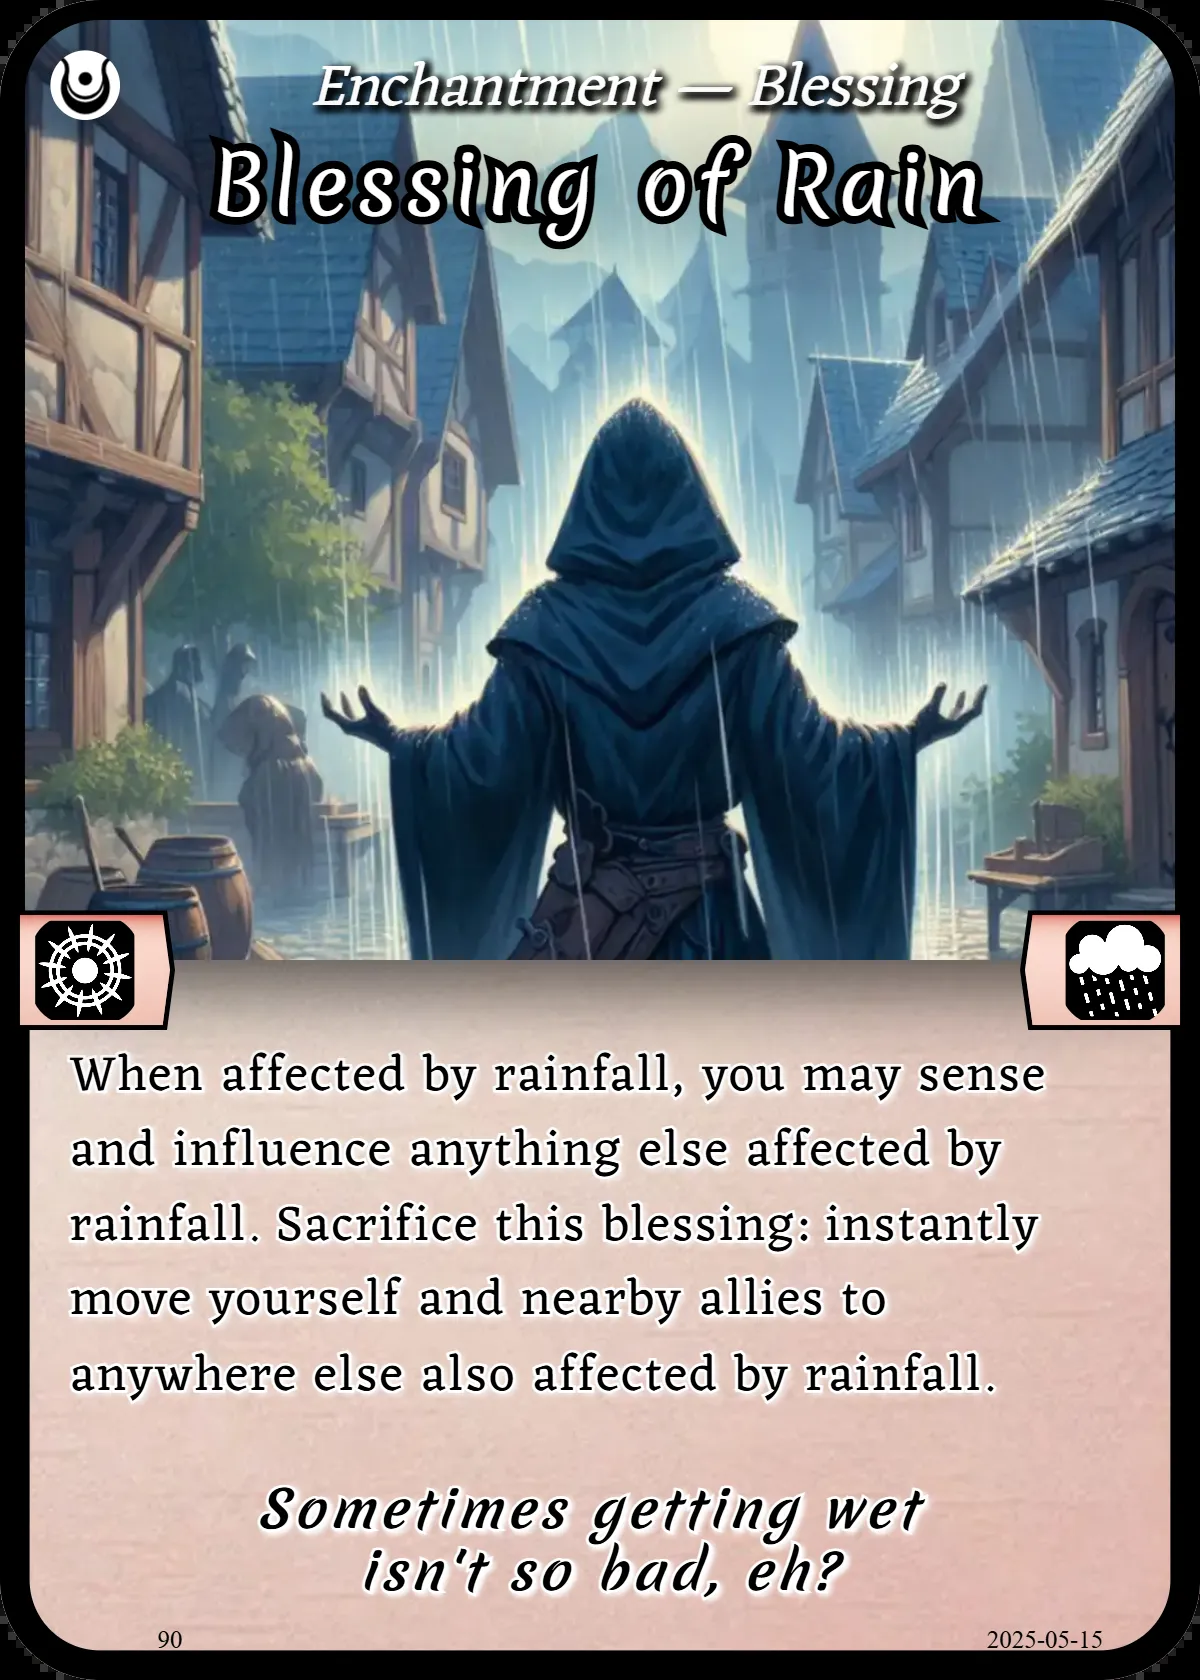 Enchantment — Blessing
Blessing of Rain
When affected by rainfall, you may sense
and influence anything else affected by
rainfall. Sacrifice this blessing: instantly
move yourself and nearby allies to
anywhere else also affected by rainfall.
Sometimes getting wet
isn't so bad, eh?
90
2025-05-15